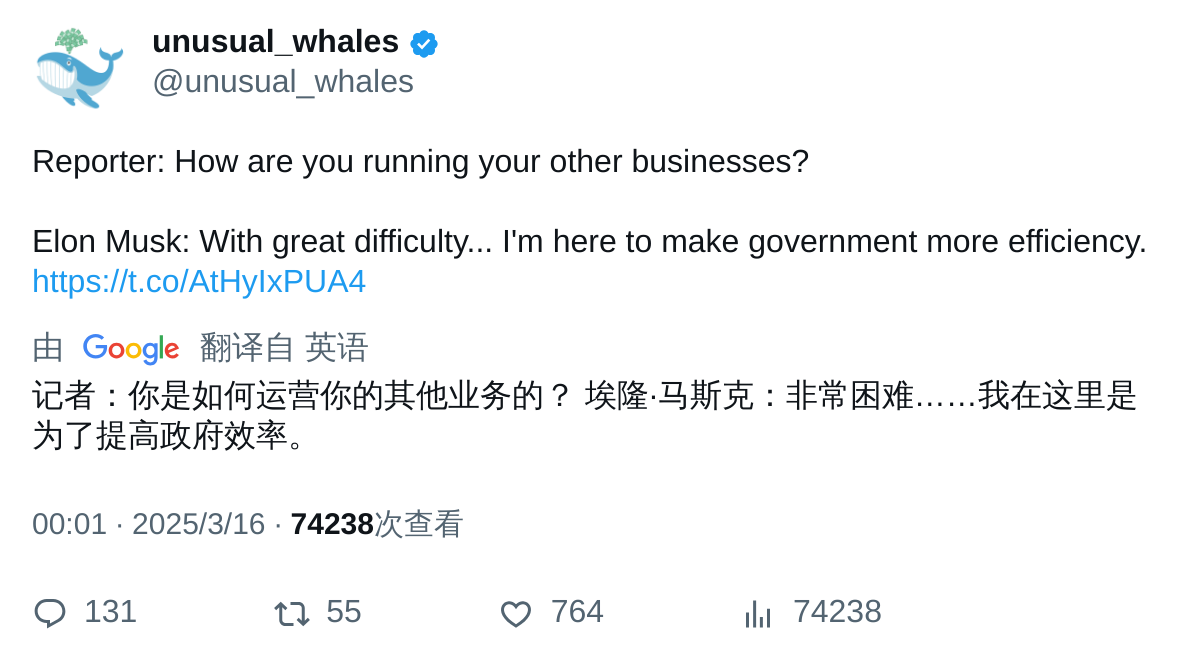 unusual_whales
@unusual_whales
Reporter: How are you running your other businesses?
Elon Musk: With great difficulty... I'm here to make government more efficiency.
https://t.co/AtHyIxPUA4
由 Google 翻译自 英语
记者：你是如何运营你的其他业务的？ 埃隆·马斯克：非常困难……我在这里是
为了提高政府效率。
00:01 · 2025/3/16 · 74238次查看
131 55 764 74238